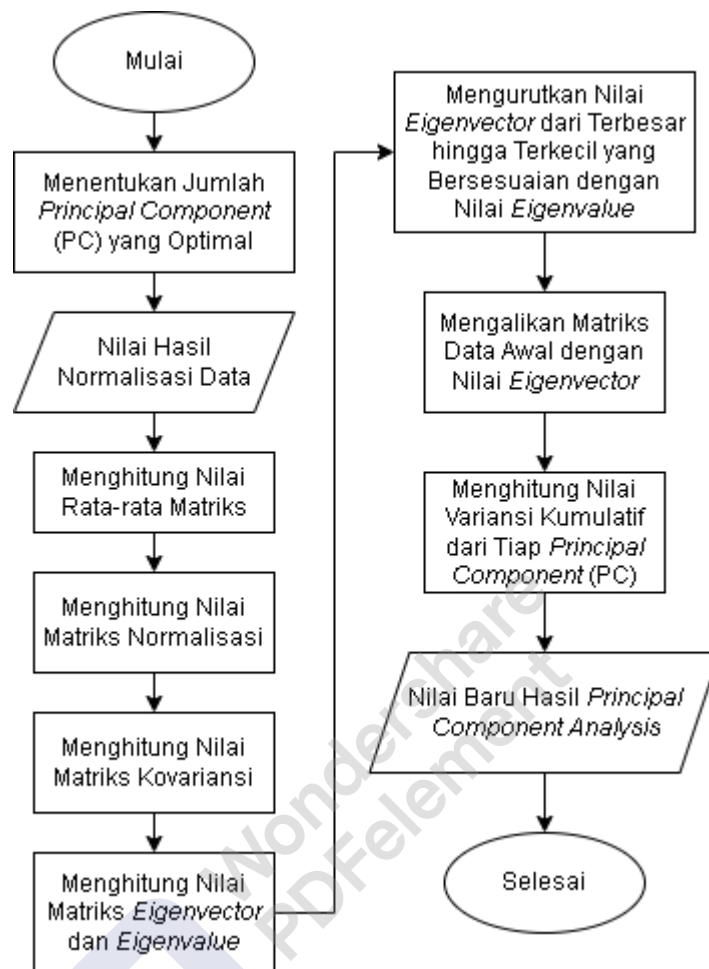 Mulai
Menentukan Jumlah
Principal Component
(PC) yang Optimal
Nilai Hasil
Normalisasi Data
Menghitung Nilai
Rata-rata Matriks
Menghitung Nilai
Matriks Normalisasi
Menghitung Nilai
Matriks Kovariansi
Menghitung Nilai
Matriks Eigenvector
dan Eigenvalue
Mengurutkan Nilai
Eigenvector dari Terbesar
hingga Terkecil yang
Bersesuaian dengan
Nilai Eigenvalue
Mengalikan Matriks
Data Awal dengan
Nilai Eigenvector
Menghitung Nilai
Variansi Kumulatif
dari Tiap Principal
Component (PC)
Nilai Baru Hasil Principal
Component Analysis
Selesai
Wondershare
PDFelement